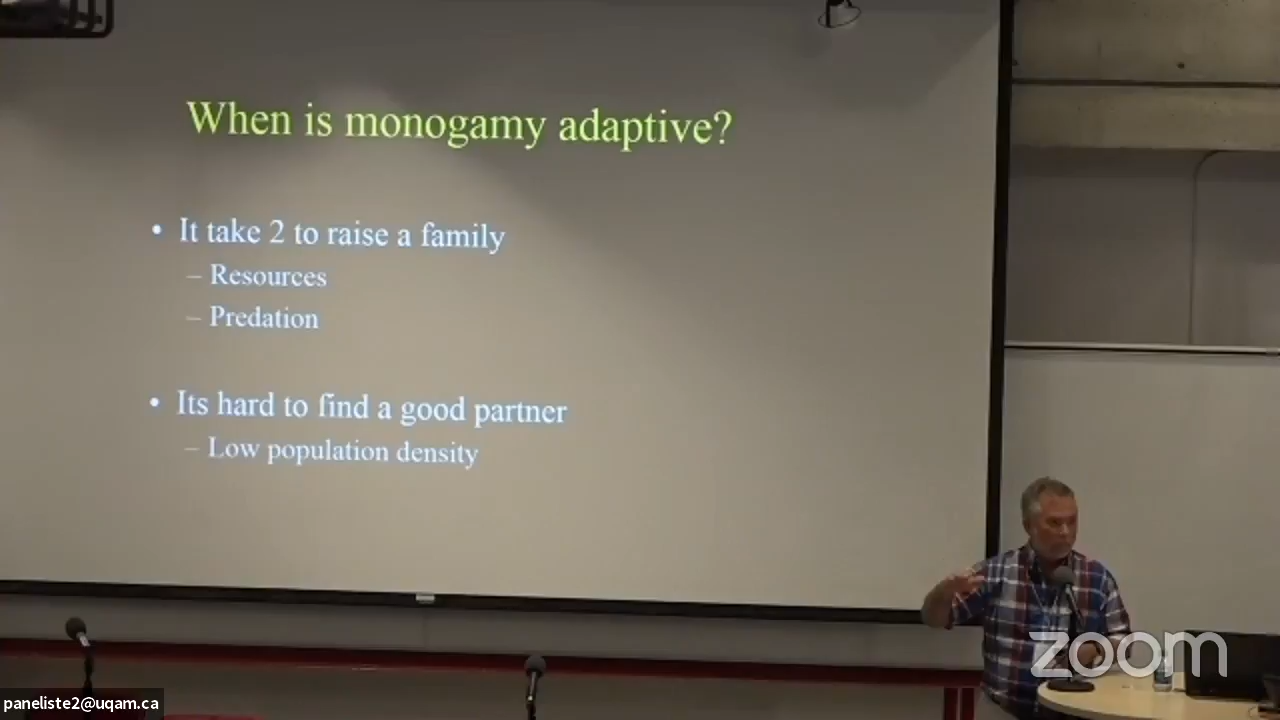 When is monogamy adaptive?
• It take 2 to raise a family
– Resources
– Predation
• Its hard to find a good partner
– Low population density
zoom
paneliste2@uqam.ca